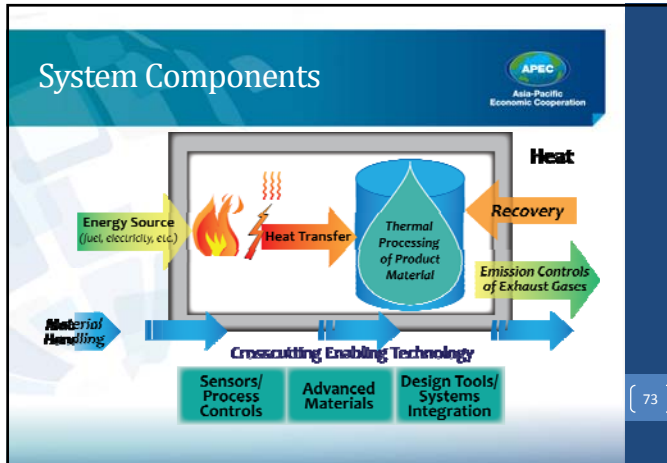 System Components
APEC
Asia-Pacific
Economic Cooperation
Heat
Energy Source
(fuel, electricity, etc.)
Heat Transfer
Thermal
Processing
of Product
Material
Recovery
Emission Controls
of Exhaust Gases
Material
Handling
Crosscutting Enabling Technology
Sensors/
Process
Controls
Advanced
Materials
Design Tools/
Systems
Integration
73